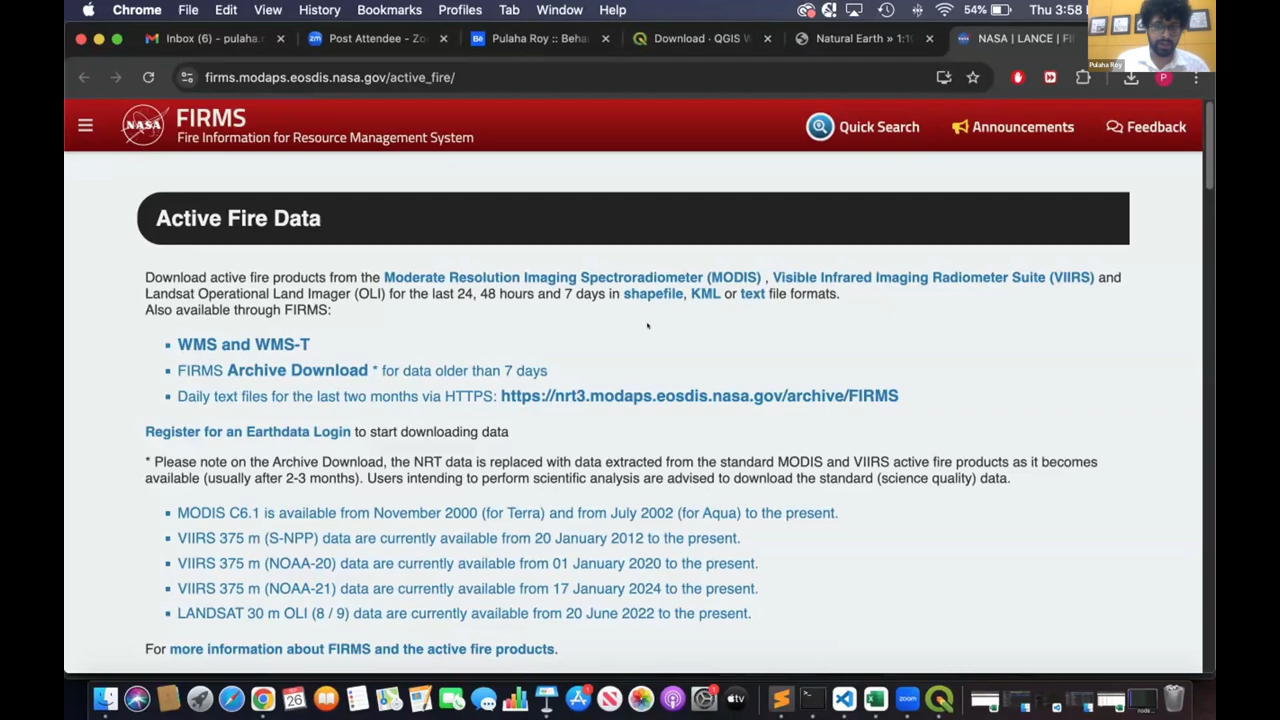 Chrome File Edit View History Bookmarks Profiles Tab Window Help 54% Thu 3:58
Inbox (6) - pulaha.r Post Attendee - Zo Pulaha Roy :: Beha Download · QGIS W Natural Earth » 1:10 NASA | LANCE | FI
Pulaha Roy
firms.modaps.eosdis.nasa.gov/active_fire/ P
NASA FIRMS
Fire Information for Resource Management System
Quick Search Announcements Feedback
Active Fire Data
Download active fire products from the Moderate Resolution Imaging Spectroradiometer (MODIS) , Visible Infrared Imaging Radiometer Suite (VIIRS) and
Landsat Operational Land Imager (OLI) for the last 24, 48 hours and 7 days in shapefile, KML or text file formats.
Also available through FIRMS:
WMS and WMS-T
FIRMS Archive Download * for data older than 7 days
Daily text files for the last two months via HTTPS: https://nrt3.modaps.eosdis.nasa.gov/archive/FIRMS
Register for an Earthdata Login to start downloading data
* Please note on the Archive Download, the NRT data is replaced with data extracted from the standard MODIS and VIIRS active fire products as it becomes
available (usually after 2-3 months). Users intending to perform scientific analysis are advised to download the standard (science quality) data.
MODIS C6.1 is available from November 2000 (for Terra) and from July 2002 (for Aqua) to the present.
VIIRS 375 m (S-NPP) data are currently available from 20 January 2012 to the present.
VIIRS 375 m (NOAA-20) data are currently available from 01 January 2020 to the present.
VIIRS 375 m (NOAA-21) data are currently available from 17 January 2024 to the present.
LANDSAT 30 m OLI (8 / 9) data are currently available from 20 June 2022 to the present.
For more information about FIRMS and the active fire products.
26 tv zoom